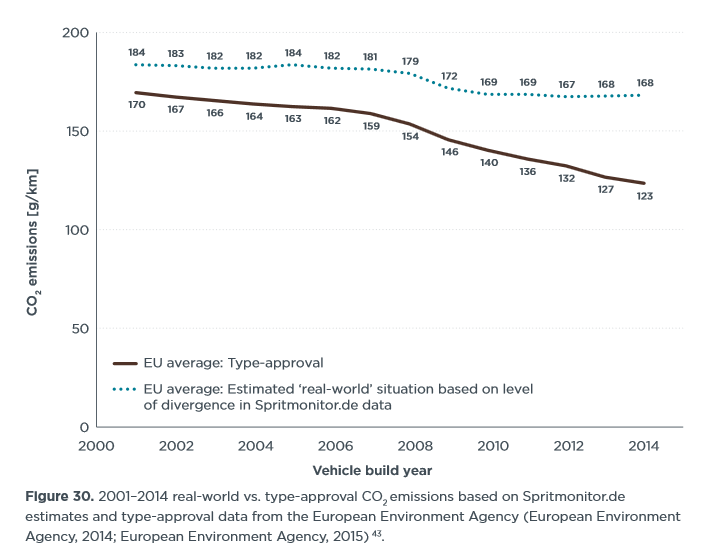 200
184 183 182 182 184 182 181 179 172 169 169 167 168 168
170 167 166 164 163 162 159 154 146 140 136 132 127 123
150
100
50
0
CO2 emissions [g/km]
EU average: Type-approval
EU average: Estimated ‘real-world’ situation based on level
of divergence in Spritmonitor.de data
2000 2002 2004 2006 2008 2010 2012 2014
Vehicle build year
Figure 30. 2001–2014 real-world vs. type-approval CO2 emissions based on Spritmonitor.de
estimates and type-approval data from the European Environment Agency (European Environment
Agency, 2014; European Environment Agency, 2015) 43.